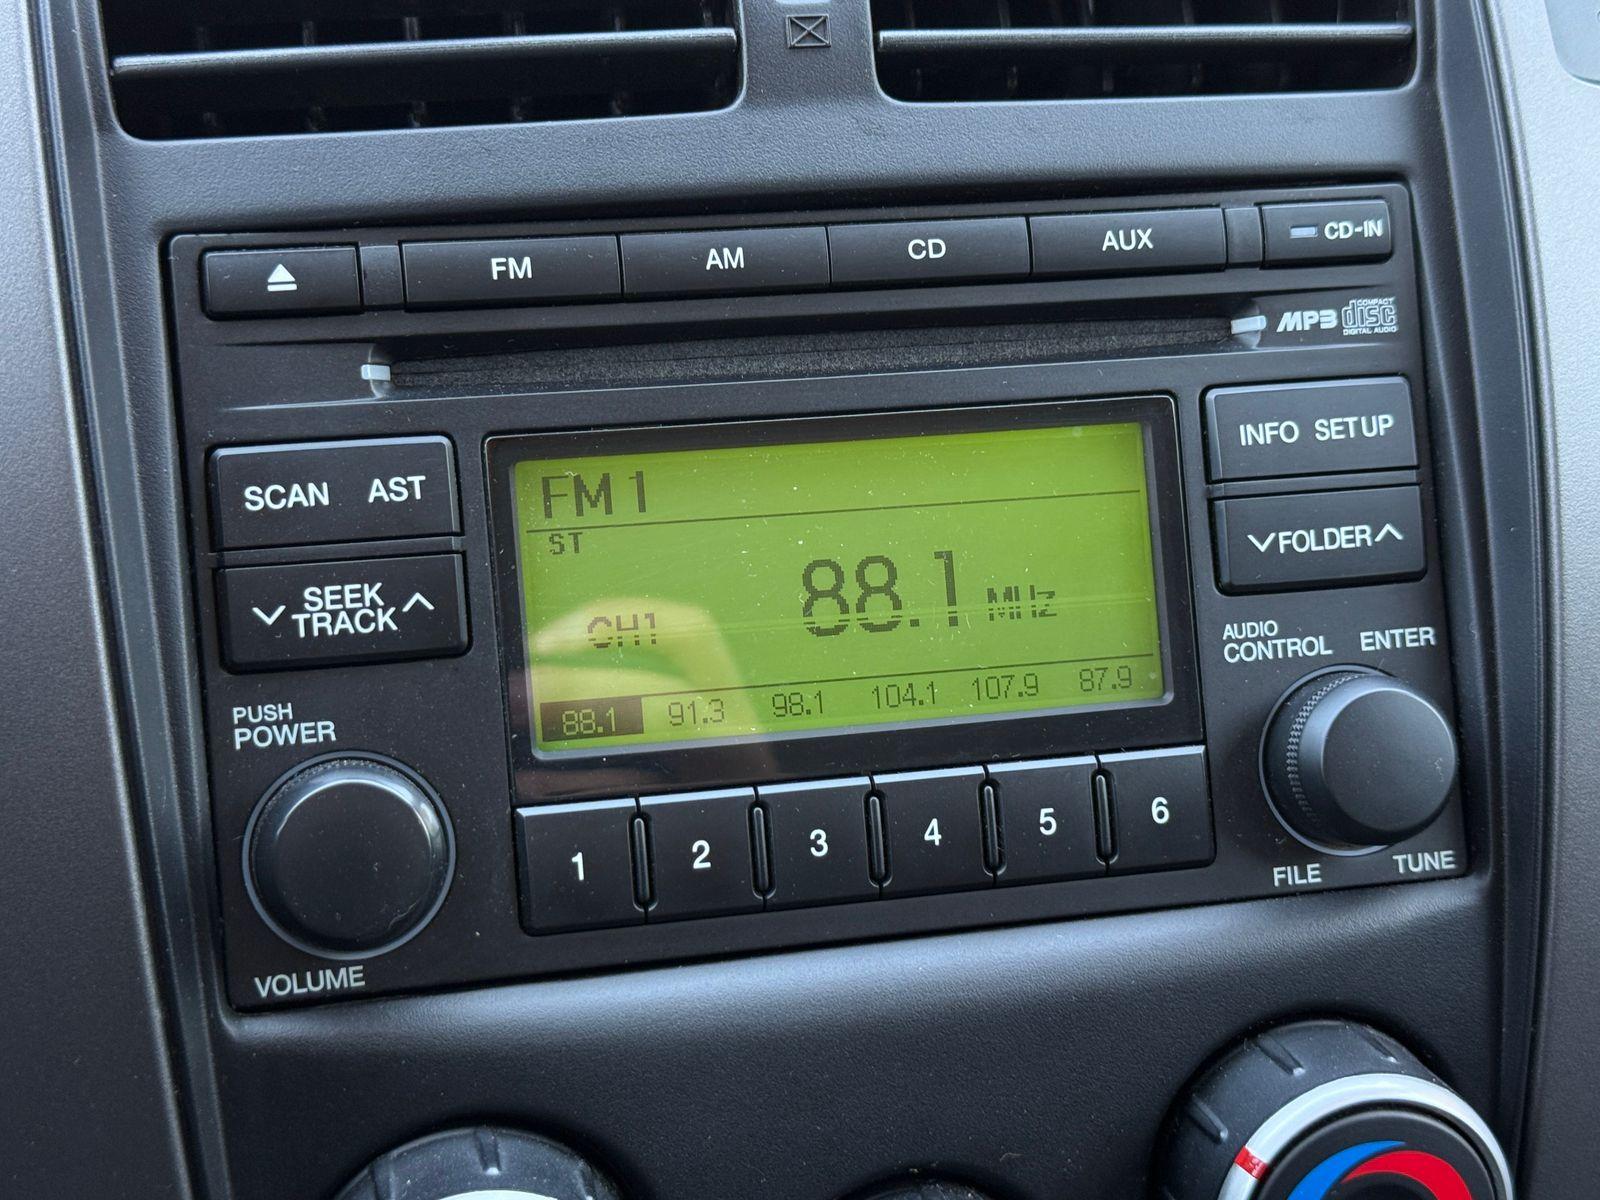 FM AM CD AUX CD-IN
MP3 COMPACT disc DIGITAL AUDIO
SCAN AST
INFO SETUP
FM 1
ST
CH1 88.1 MHz
88.1 91.3 98.1 104.1 107.9 87.9
SEEK
TRACK
FOLDER
AUDIO
CONTROL ENTER
PUSH
POWER
1 2 3 4 5 6
FILE TUNE
VOLUME